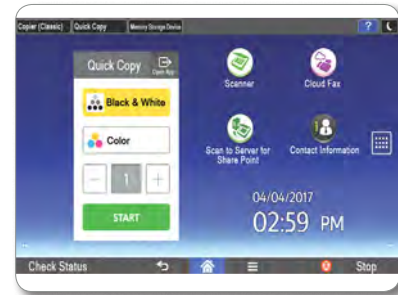 Copier (Classic)
Quick Copy
Memory Storage Device
?
Quick Copy
Open App
Black & White
Color
1
START
Scanner
Cloud Fax
Scan to Server for
Share Point
Contact Information
04/04/2017
02:59 PM
Check Status
Stop